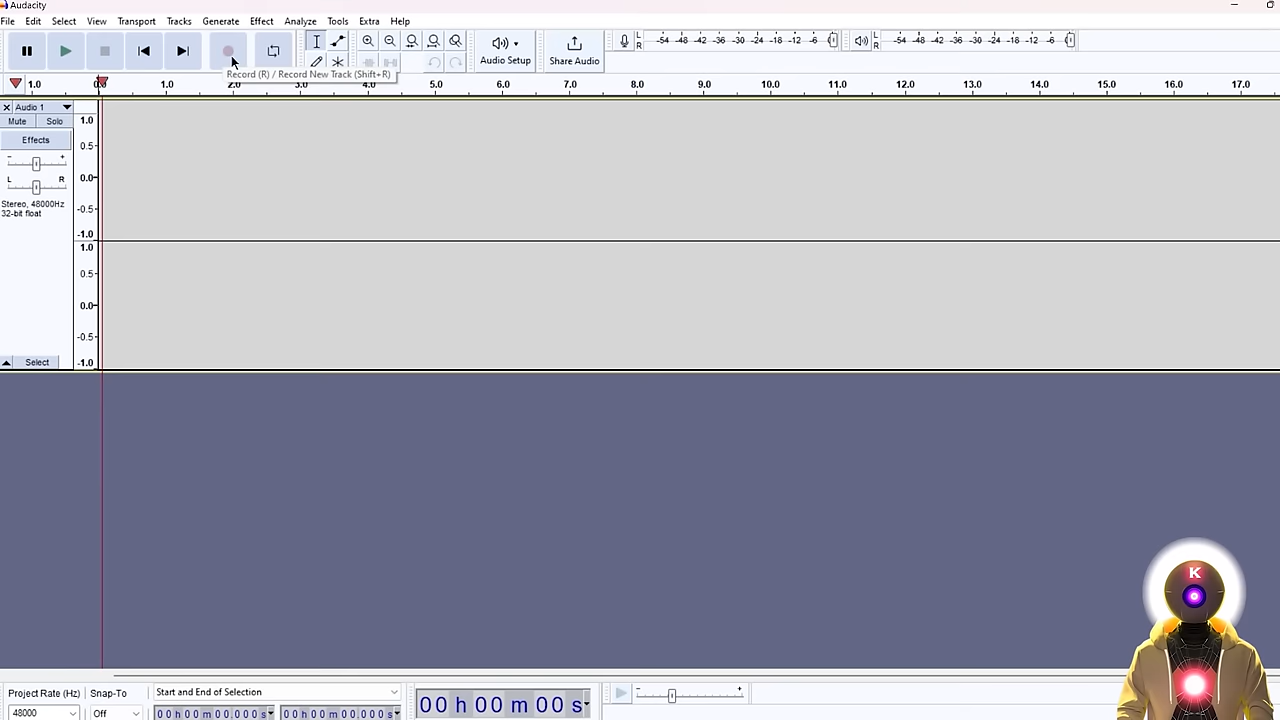 Audacity
File Edit Select View Transport Tracks Generate Effect Analyze Tools Extra Help
L
R
-54 -48 -42 -36 -30 -24 -18 -12 -6
L
R
-54 -48 -42 -36 -30 -24 -18 -12 -6
Audio Setup
Share Audio
Record (R) / Record New Track (Shift+R)
1.0 0.0 1.0 2.0 3.0 4.0 5.0 6.0 7.0 8.0 9.0 10.0 11.0 12.0 13.0 14.0 15.0 16.0 17.0
Audio 1
Mute Solo
Effects
- +
L R
Stereo, 48000Hz
32-bit float
Select
1.0
0.5
0.0
-0.5
-1.0
1.0
0.5
0.0
-0.5
-1.0
K
Project Rate (Hz) Snap-To
48000 Off
Start and End of Selection
00 h 00 m 00.000 s 00 h 00 m 00.000 s
00 h 00 m 00 s
- +